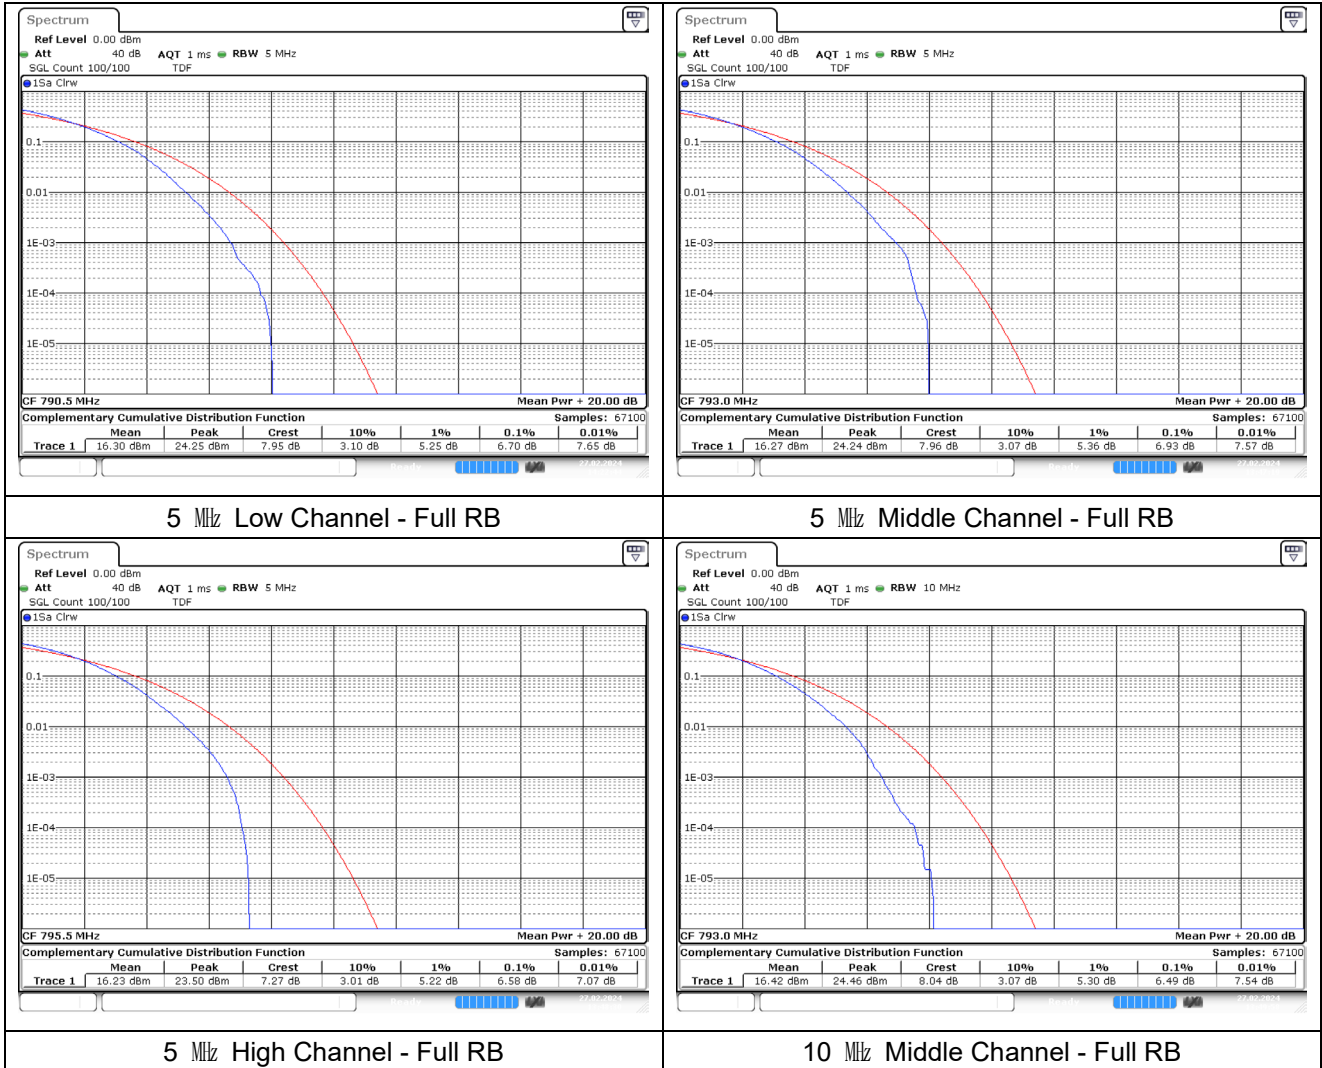 Spectrum
Ref Level 0.00 dBm
Att 40 dB AQT 1 ms RBW 5 MHz
SGL Count 100/100 TDF
1Sa Clrw
0.1
0.01
1E-03
1E-04
1E-05
CF 790.5 MHz Mean Pwr + 20.00 dB
Complementary Cumulative Distribution Function Samples: 67100
Mean Peak Crest 10% 1% 0.1% 0.01%
Trace 1 16.30 dBm 24.25 dBm 7.95 dB 3.10 dB 5.25 dB 6.70 dB 7.65 dB
27.02.2024
5 ㎒ Low Channel - Full RB
Spectrum
Ref Level 0.00 dBm
Att 40 dB AQT 1 ms RBW 5 MHz
SGL Count 100/100 TDF
1Sa Clrw
0.1
0.01
1E-03
1E-04
1E-05
CF 793.0 MHz Mean Pwr + 20.00 dB
Complementary Cumulative Distribution Function Samples: 67100
Mean Peak Crest 10% 1% 0.1% 0.01%
Trace 1 16.27 dBm 24.24 dBm 7.96 dB 3.07 dB 5.36 dB 6.93 dB 7.57 dB
Ready 27.02.2024
5 ㎒ Middle Channel - Full RB
Spectrum
Ref Level 0.00 dBm
Att 40 dB AQT 1 ms RBW 5 MHz
SGL Count 100/100 TDF
1Sa Clrw
0.1
0.01
1E-03
1E-04
1E-05
CF 795.5 MHz Mean Pwr + 20.00 dB
Complementary Cumulative Distribution Function Samples: 67100
Mean Peak Crest 10% 1% 0.1% 0.01%
Trace 1 16.23 dBm 23.50 dBm 7.27 dB 3.01 dB 5.22 dB 6.58 dB 7.07 dB
27.02.2024
5 ㎒ High Channel - Full RB
Spectrum
Ref Level 0.00 dBm
Att 40 dB AQT 1 ms RBW 10 MHz
SGL Count 100/100 TDF
1Sa Clrw
0.1
0.01
1E-03
1E-04
1E-05
CF 793.0 MHz Mean Pwr + 20.00 dB
Complementary Cumulative Distribution Function Samples: 67100
Mean Peak Crest 10% 1% 0.1% 0.01%
Trace 1 16.42 dBm 24.46 dBm 8.04 dB 3.07 dB 5.30 dB 6.49 dB 7.54 dB
Ready 27.02.2024
10 ㎒ Middle Channel - Full RB